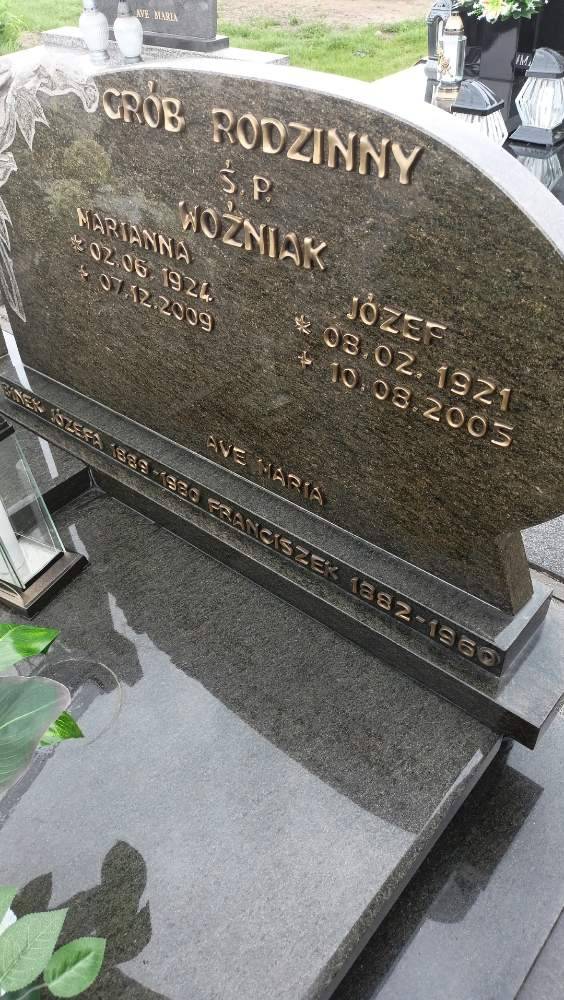 AVE MARIA
GRÓB RODZINNY
Ś.P.
WOŹNIAK
MARIANNA
* 02.06.1924
+ 07.12.2009
JÓZEF
* 08.02.1921
+ 10.08.2005
AVE MARIA
JÓZEFA 1889-1980 FRANCISZEK 1882-1960